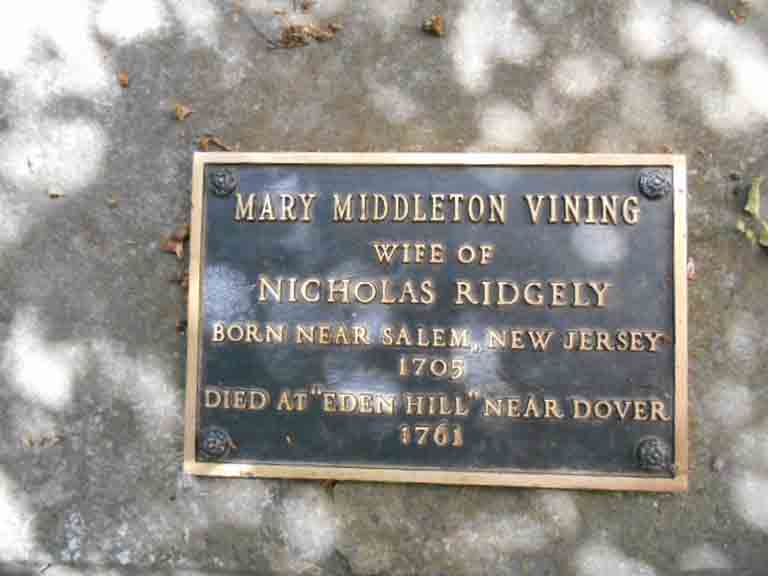 MARY MIDDLETON VINING
WIFE OF
NICHOLAS RIDGELY
BORN NEAR SALEM, NEW JERSEY
1705
DIED AT "EDEN HILL" NEAR DOVER
1761